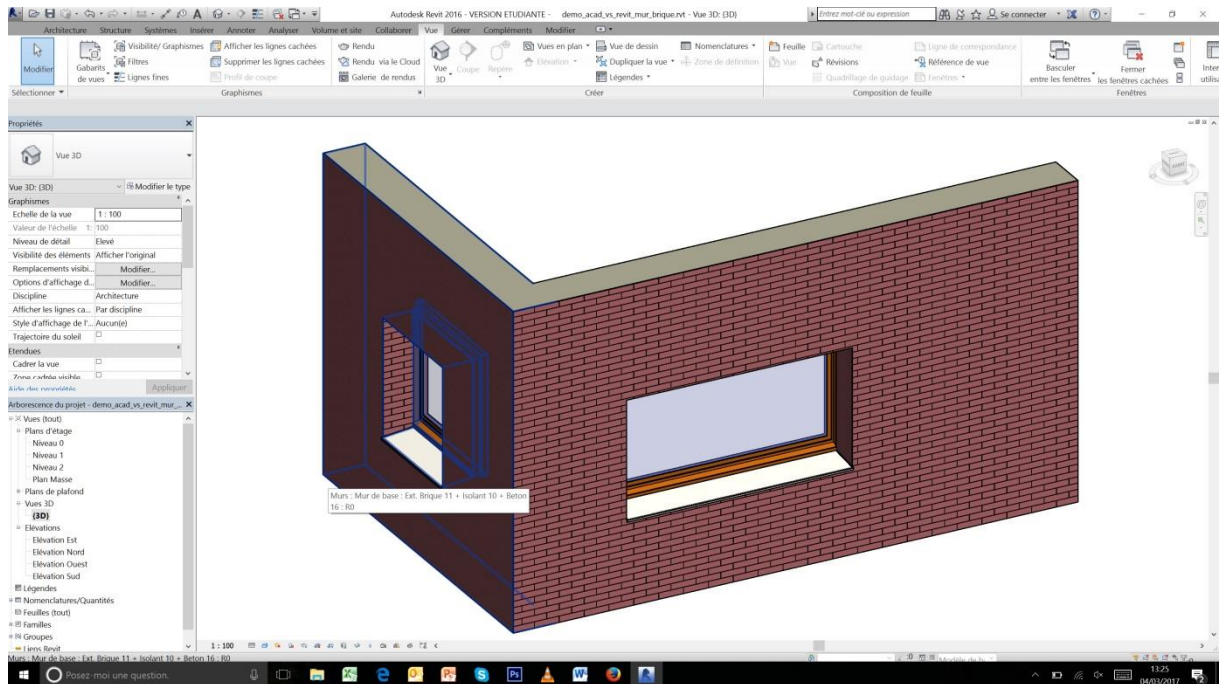 Autodesk Revit 2016 - VERSION ETUDIANTE - demo_acad_vs_revit_mur_brique.rvt - Vue 3D: {3D}
Entrez mot-clé ou expression
Se connecter
Architecture Structure Systèmes Insérer Annoter Analyser Volume et site Collaborer Vue Gérer Compléments Modifier
Modifier
Gabarits de vues
Visibilité/ Graphismes
Filtres
Lignes fines
Afficher les lignes cachées
Supprimer les lignes cachées
Profil de coupe
Rendu
Rendu via le Cloud
Galerie de rendus
Vue 3D
Coupe
Repère
Vues en plan
Élévation
Vue de dessin
Dupliquer la vue
Légendes
Nomenclatures
Zone de définition
Feuille
Vue
Cartouche
Révisions
Quadrillage de guidage
Ligne de correspondance
Référence de vue
Fenêtres
Basculer
entre les fenêtres
Fermer
les fenêtres cachées
Sélectionner
Graphismes
Créer
Composition de feuille
Fenêtres
Propriétés
Vue 3D
Vue 3D: {3D}
Modifier le type
Graphismes
Echelle de la vue 1 : 100
Valeur de l'échelle 1: 100
Niveau de détail Elevé
Visibilité des éléments Afficher l'original
Remplacements visibi... Modifier...
Options d'affichage d... Modifier...
Discipline Architecture
Afficher les lignes ca... Par discipline
Style d'affichage de l'... Aucun(e)
Trajectoire du soleil
Etendues
Cadrer la vue
Zone cadrée visible
Aide des propriétés
Appliquer
Arborescence du projet - demo_acad_vs_revit_mur_...
Vues (tout)
Plans d'étage
Niveau 0
Niveau 1
Niveau 2
Plan Masse
Plans de plafond
Vues 3D
{3D}
Elévations
Elévation Est
Elévation Nord
Elévation Ouest
Elévation Sud
Légendes
Nomenclatures/Quantités
Feuilles (tout)
Familles
Groupes
Liens Revit
Murs : Mur de base : Ext. Brique 11 + Isolant 10 + Beton
16 : R0
1 : 100
Murs : Mur de base : Ext. Brique 11 + Isolant 10 + Beton 16 : R0
Posez-moi une question.
13:25
04/03/2017